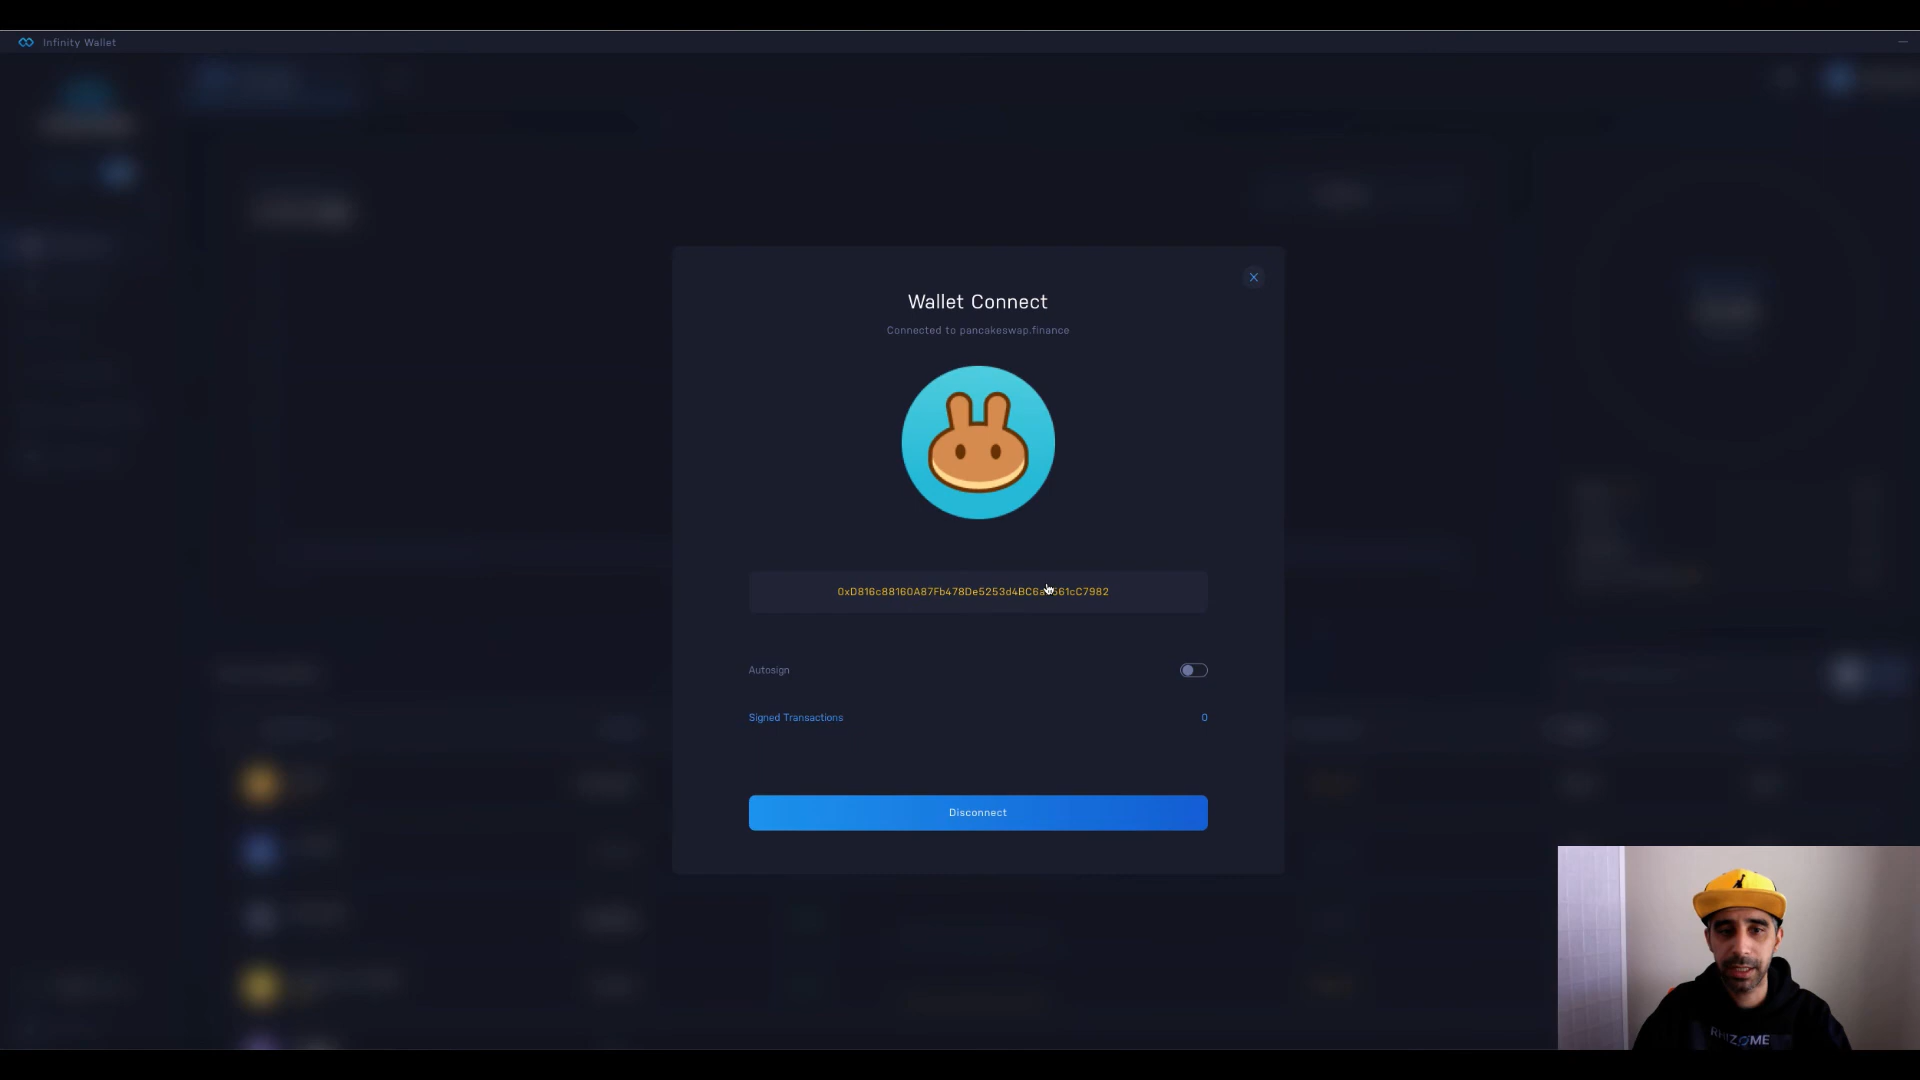 Infinity Wallet
Wallet Connect
Connected to pancakeswap.finance
Autosign
Signed Transactions
0
Disconnect